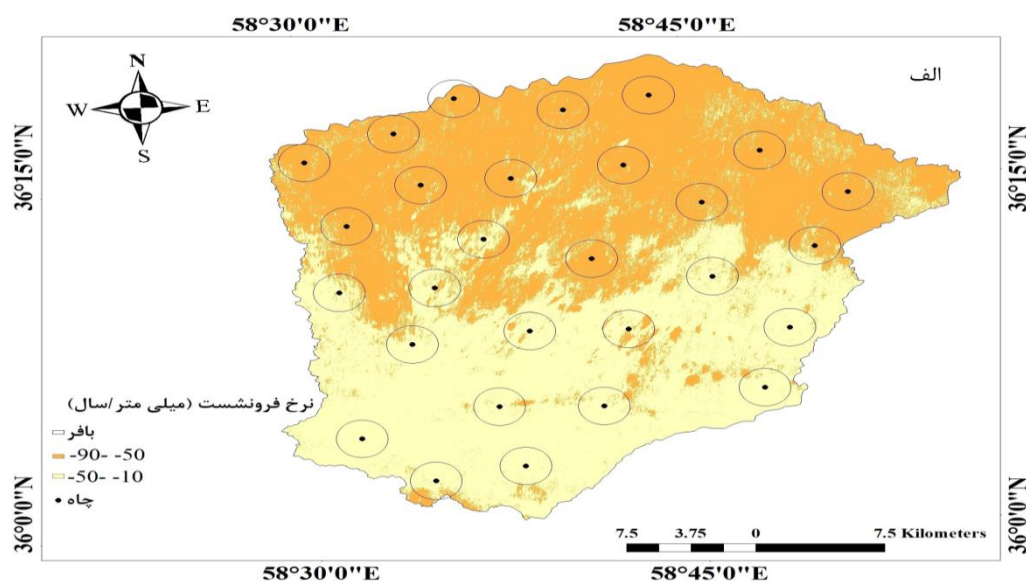 58°30'0"E
58°45'0"E
الف
N
W
E
S
36°15'0"N
36°15'0"N
نرخ فرونشست (میلی متر/سال)
بافر
-90- -50
-50- -10
چاه
36°0'0"N
36°0'0"N
7.5 3.75 0 7.5 Kilometers
58°30'0"E
58°45'0"E